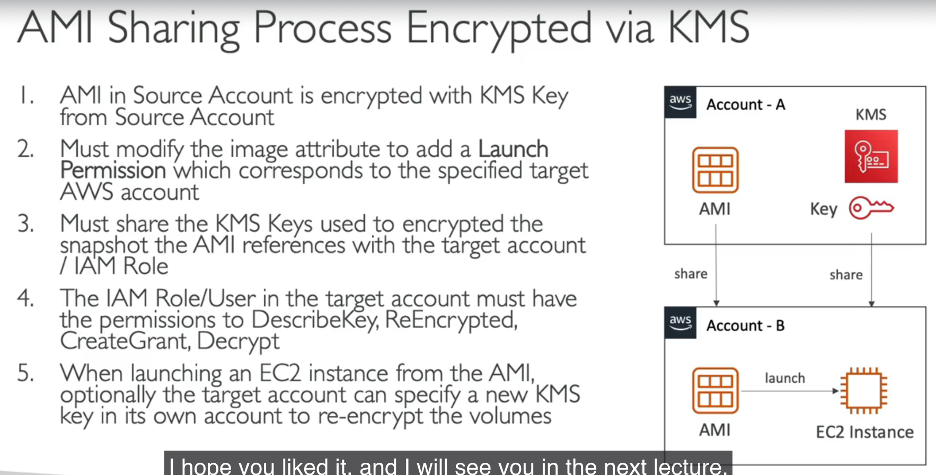 AMI Sharing Process Encrypted via KMS
1. AMI in Source Account is encrypted with KMS Key
from Source Account
2. Must modify the image attribute to add a Launch
Permission which corresponds to the specified target
AWS account
3. Must share the KMS Keys used to encrypted the
snapshot the AMI references with the target account
/ IAM Role
4. The IAM Role/User in the target account must have
the permissions to DescribeKey, ReEncrypted,
CreateGrant, Decrypt
5. When launching an EC2 instance from the AMI,
optionally the target account can specify a new KMS
key in its own account to re-encrypt the volumes
aws
Account - A
KMS
AMI
Key
share
share
aws
Account - B
launch
AMI
EC2 Instance
I hope you liked it, and I will see you in the next lecture.